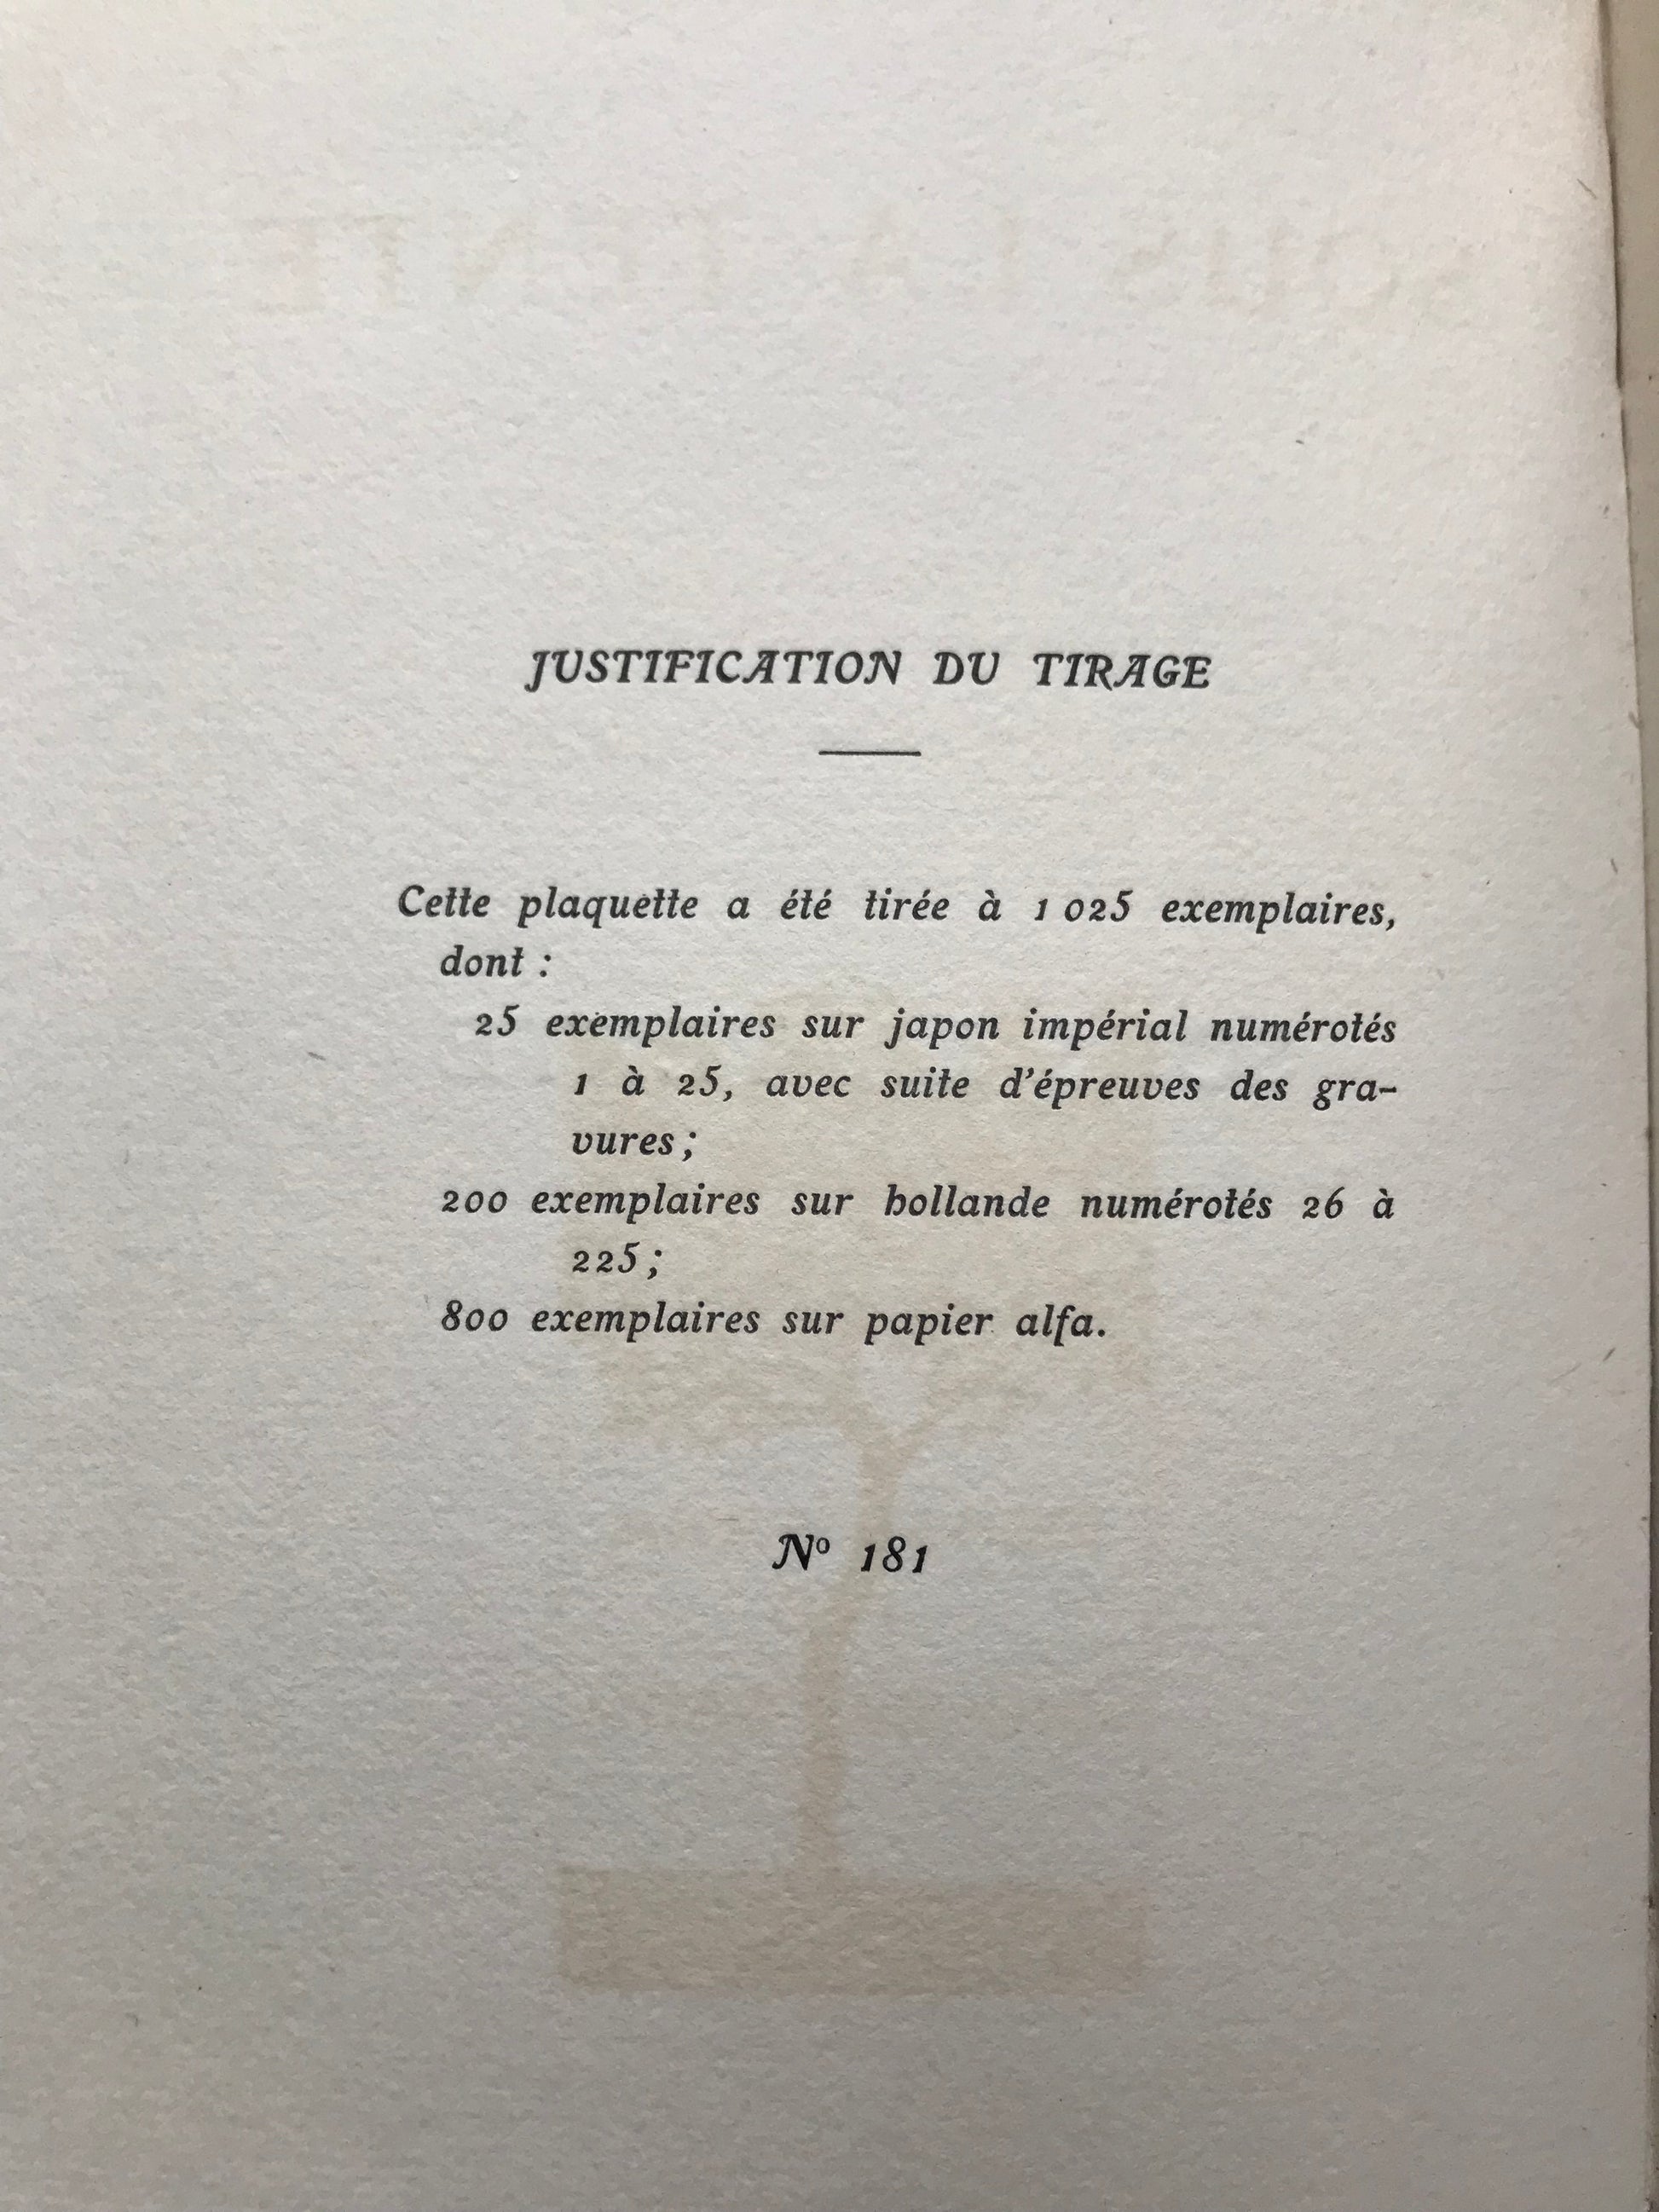 JUSTIFICATION DU TIRAGE
Cette plaquette a été tirée à 1 025 exemplaires,
dont :
25 exemplaires sur japon impérial numérotés
1 à 25, avec suite d'épreuves des gra-
vures ;
200 exemplaires sur hollande numérotés 26 à
225 ;
800 exemplaires sur papier alfa.
Nº 181